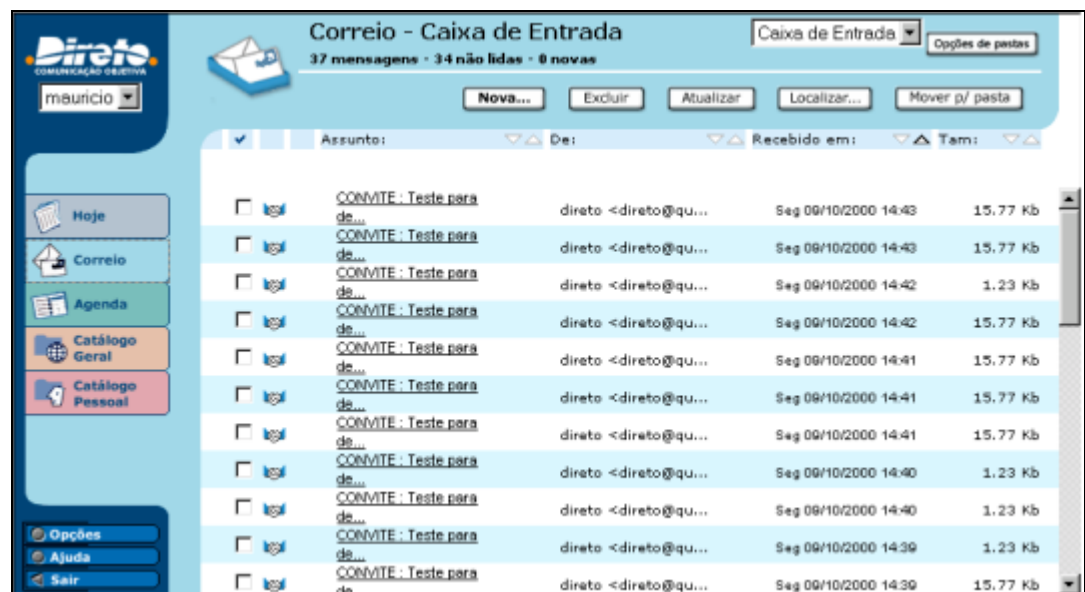 Direto.
COMUNICAÇÃO OBJETIVA
mauricio
Correio - Caixa de Entrada
37 mensagens - 34 não lidas - 0 novas
Caixa de Entrada
Opções de pastas
Nova...
Excluir
Atualizar
Localizar...
Mover p/ pasta
Assunto: De: Recebido em: Tam:
Hoje
Correio
Agenda
Catálogo
Geral
Catálogo
Pessoal
Opções
Ajuda
Sair
CONVITE : Teste para
de... direto <direto@qu... Seg 09/10/2000 14:43 15.77 Kb
CONVITE : Teste para
de... direto <direto@qu... Seg 09/10/2000 14:43 15.77 Kb
CONVITE : Teste para
de... direto <direto@qu... Seg 09/10/2000 14:42 1.23 Kb
CONVITE : Teste para
de... direto <direto@qu... Seg 09/10/2000 14:42 15.77 Kb
CONVITE : Teste para
de... direto <direto@qu... Seg 09/10/2000 14:41 15.77 Kb
CONVITE : Teste para
de... direto <direto@qu... Seg 09/10/2000 14:41 15.77 Kb
CONVITE : Teste para
de... direto <direto@qu... Seg 09/10/2000 14:41 15.77 Kb
CONVITE : Teste para
de... direto <direto@qu... Seg 09/10/2000 14:40 1.23 Kb
CONVITE : Teste para
de... direto <direto@qu... Seg 09/10/2000 14:40 1.23 Kb
CONVITE : Teste para
de... direto <direto@qu... Seg 09/10/2000 14:39 1.23 Kb
CONVITE : Teste para
de... direto <direto@qu... Seg 09/10/2000 14:39 15.77 Kb